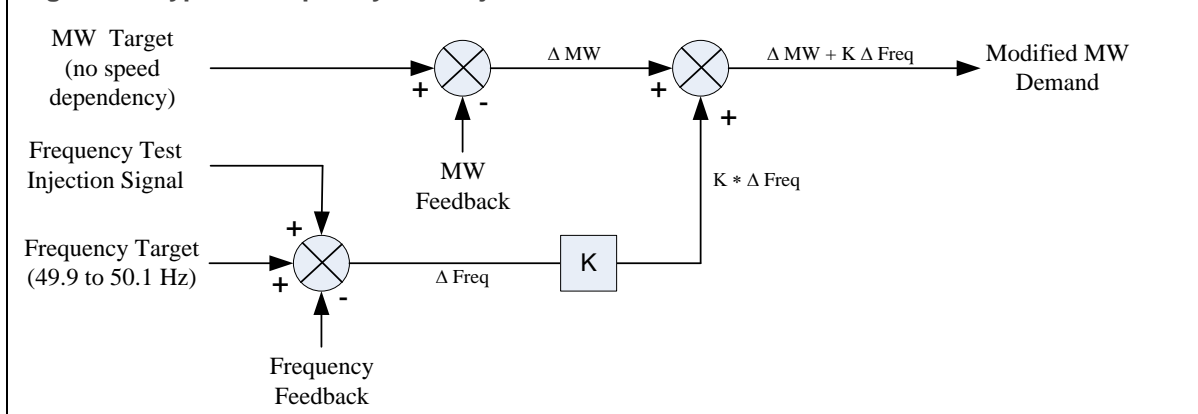 MW Target
(no speed
dependency)
Δ MW
Δ MW + K Δ Freq
Modified MW
Demand
+
-
+
+
Frequency Test
Injection Signal
MW
Feedback
K * Δ Freq
+
Frequency Target
(49.9 to 50.1 Hz)
+
-
Δ Freq
K
Frequency
Feedback